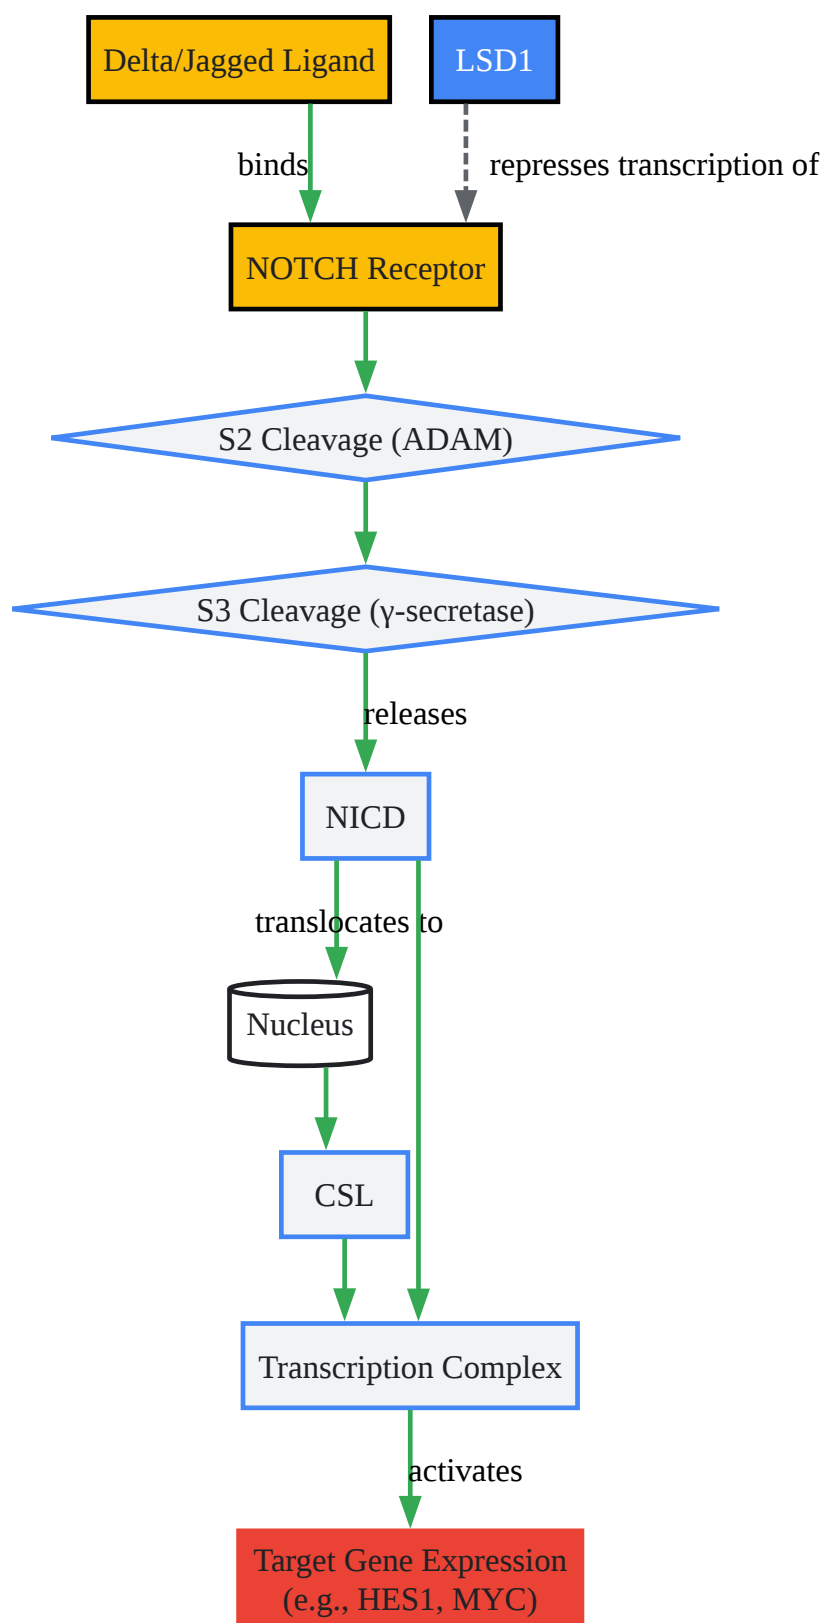 Delta/Jagged Ligand
LSD1
binds
represses transcription of
NOTCH Receptor
S2 Cleavage (ADAM)
S3 Cleavage (γ-secretase)
releases
NICD
translocates to
Nucleus
CSL
Transcription Complex
activates
Target Gene Expression
(e.g., HES1, MYC)